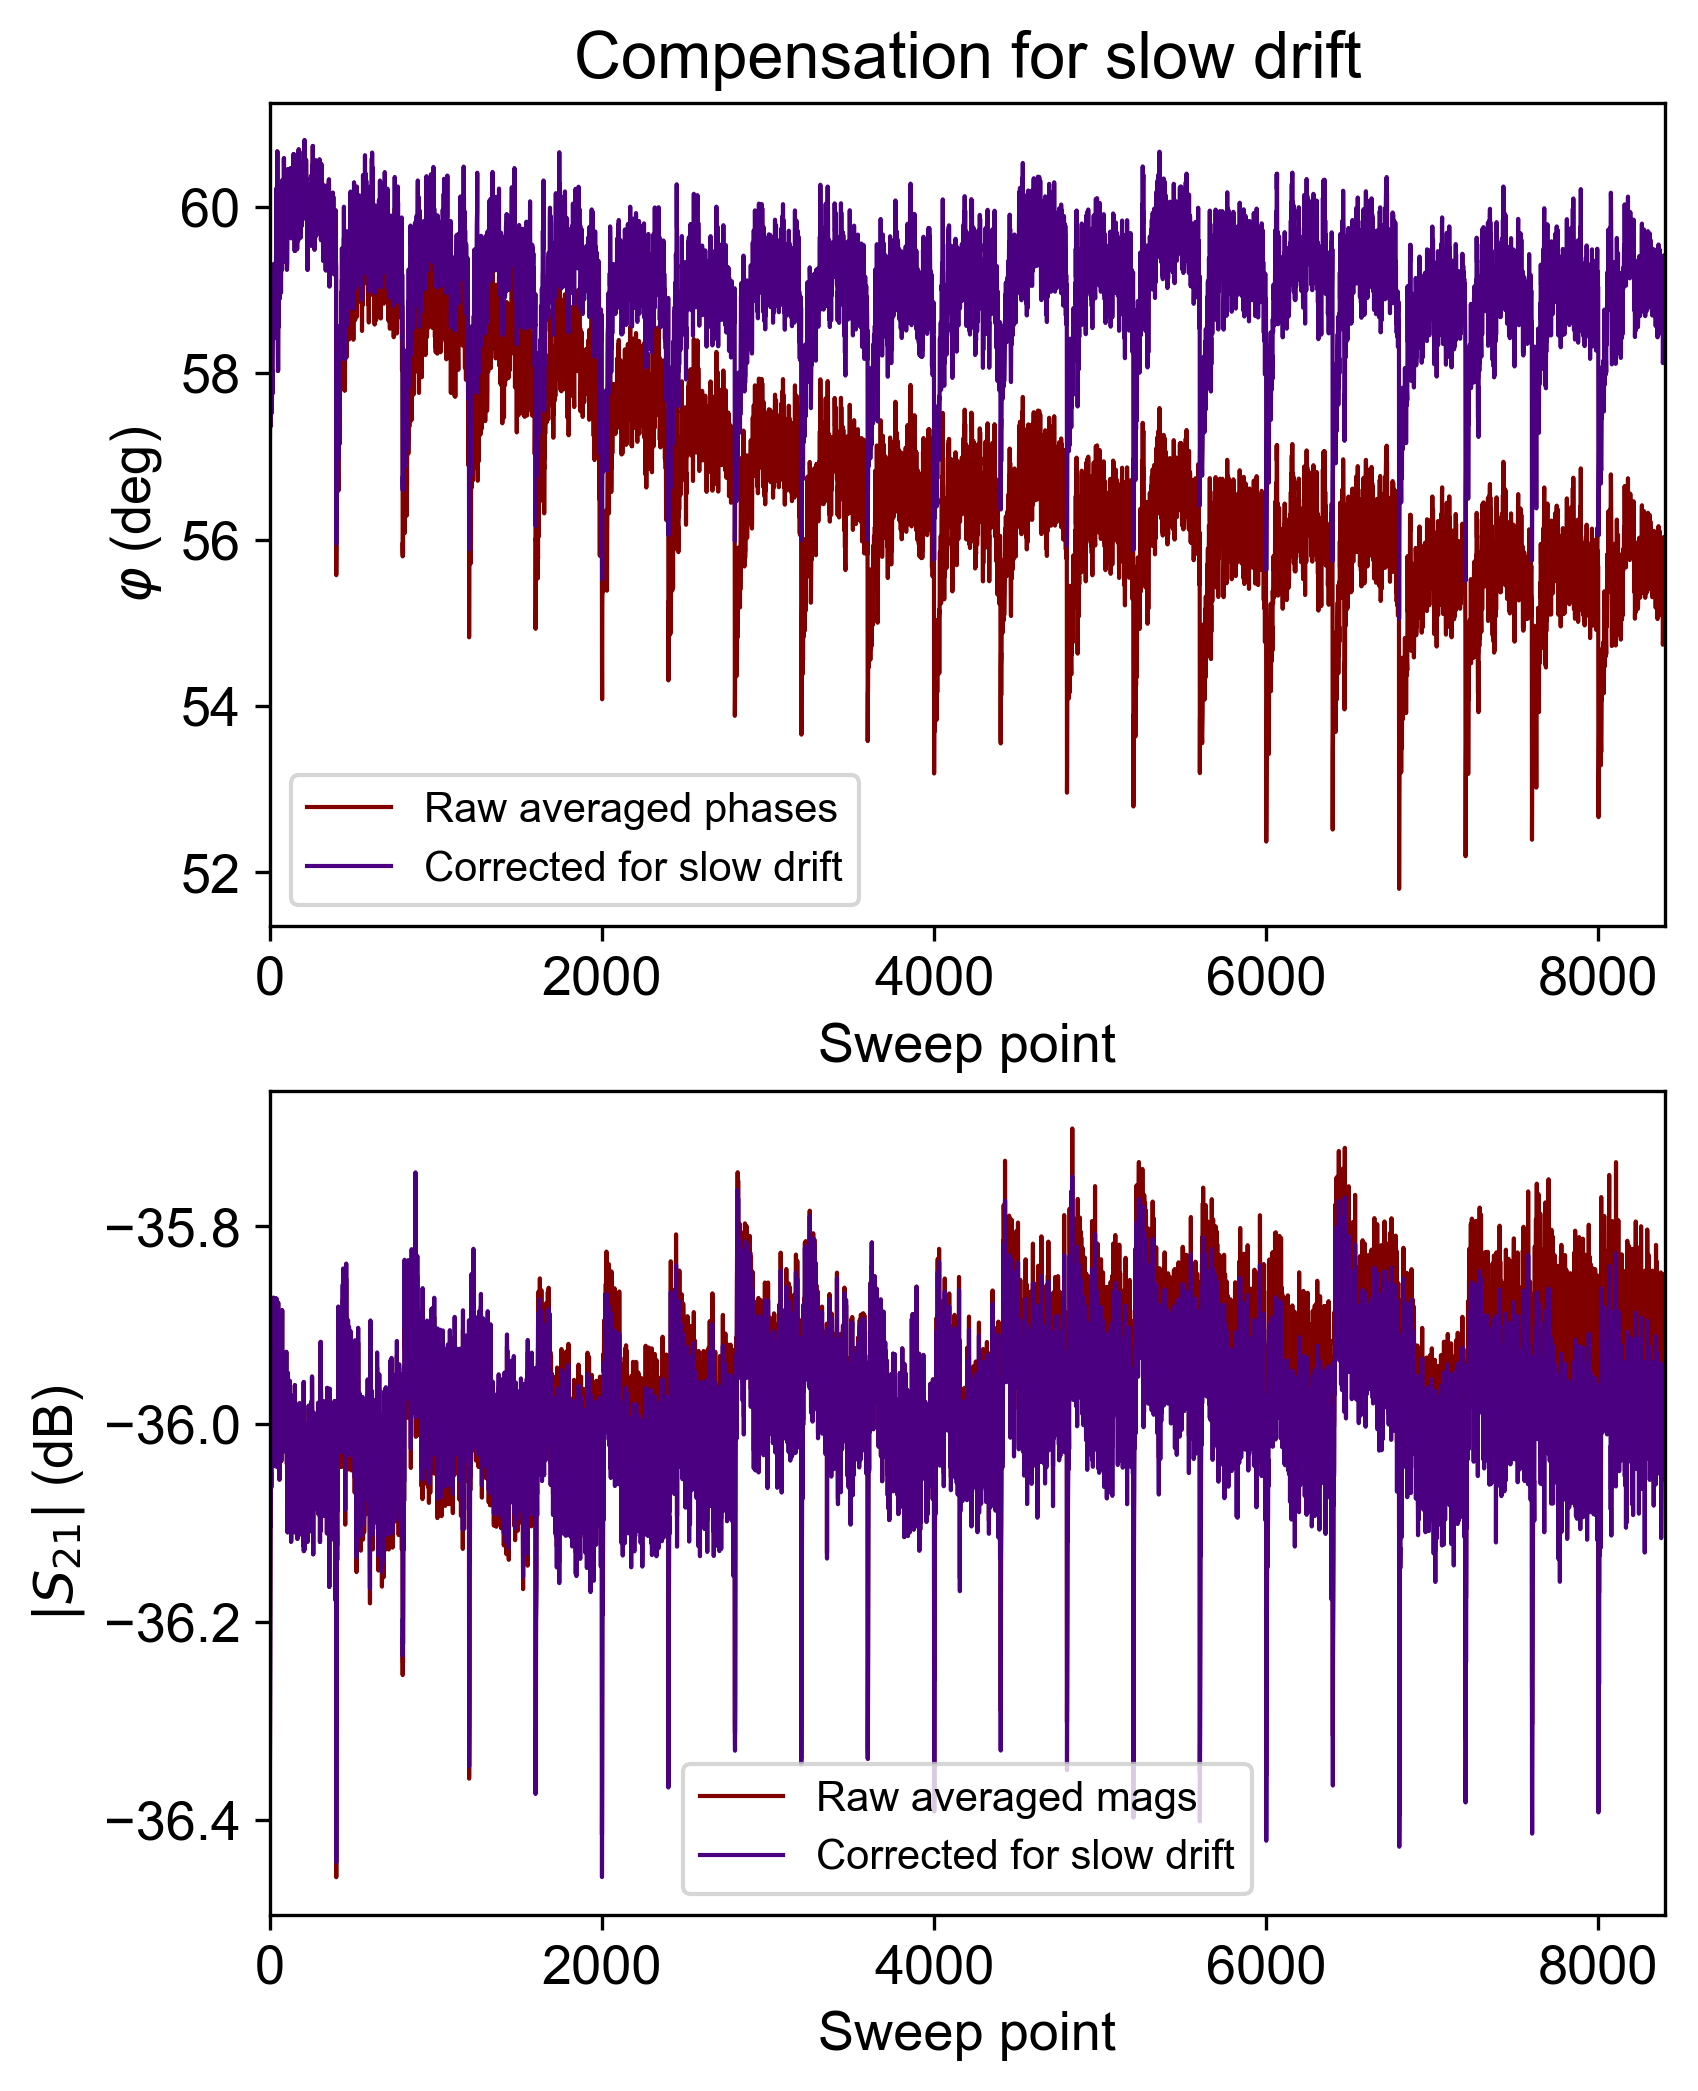 Compensation for slow drift
φ (deg)
60
58
56
54
52
Raw averaged phases
Corrected for slow drift
0 2000 4000 6000 8000
Sweep point
|S₂₁| (dB)
−35.8
−36.0
−36.2
−36.4
Raw averaged mags
Corrected for slow drift
0 2000 4000 6000 8000
Sweep point